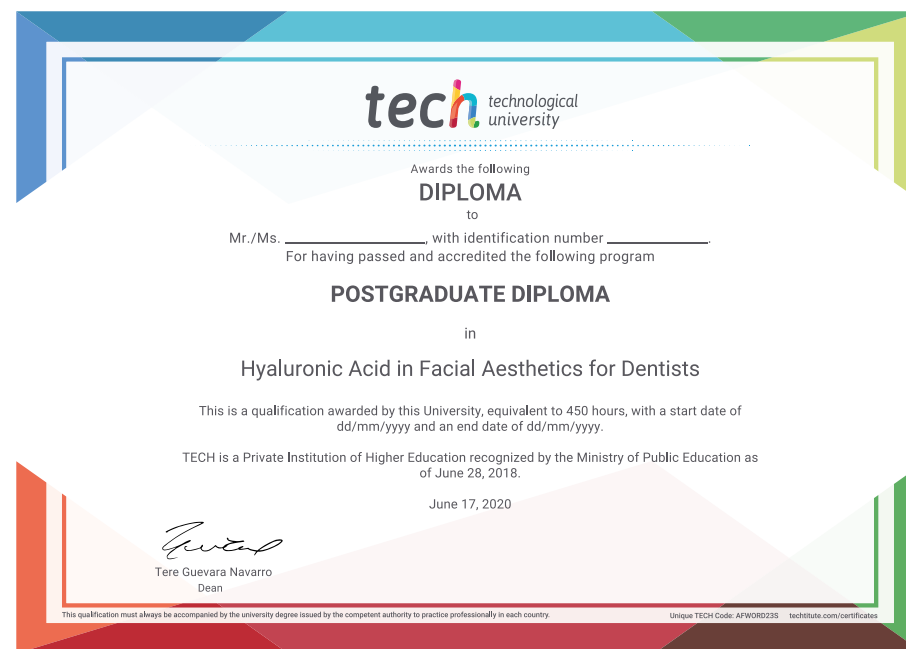 tech technological
university
Awards the following
DIPLOMA
to
Mr./Ms. ____________________, with identification number ______________.
For having passed and accredited the following program
POSTGRADUATE DIPLOMA
in
Hyaluronic Acid in Facial Aesthetics for Dentists
This is a qualification awarded by this University, equivalent to 450 hours, with a start date of
dd/mm/yyyy and an end date of dd/mm/yyyy.
TECH is a Private Institution of Higher Education recognized by the Ministry of Public Education as
of June 28, 2018.
June 17, 2020
Tere Guevara Navarro
Dean
This qualification must always be accompanied by the university degree issued by the competent authority to practice professionally in each country.
Unique TECH Code: AFWORD23S techtitute.com/certificates